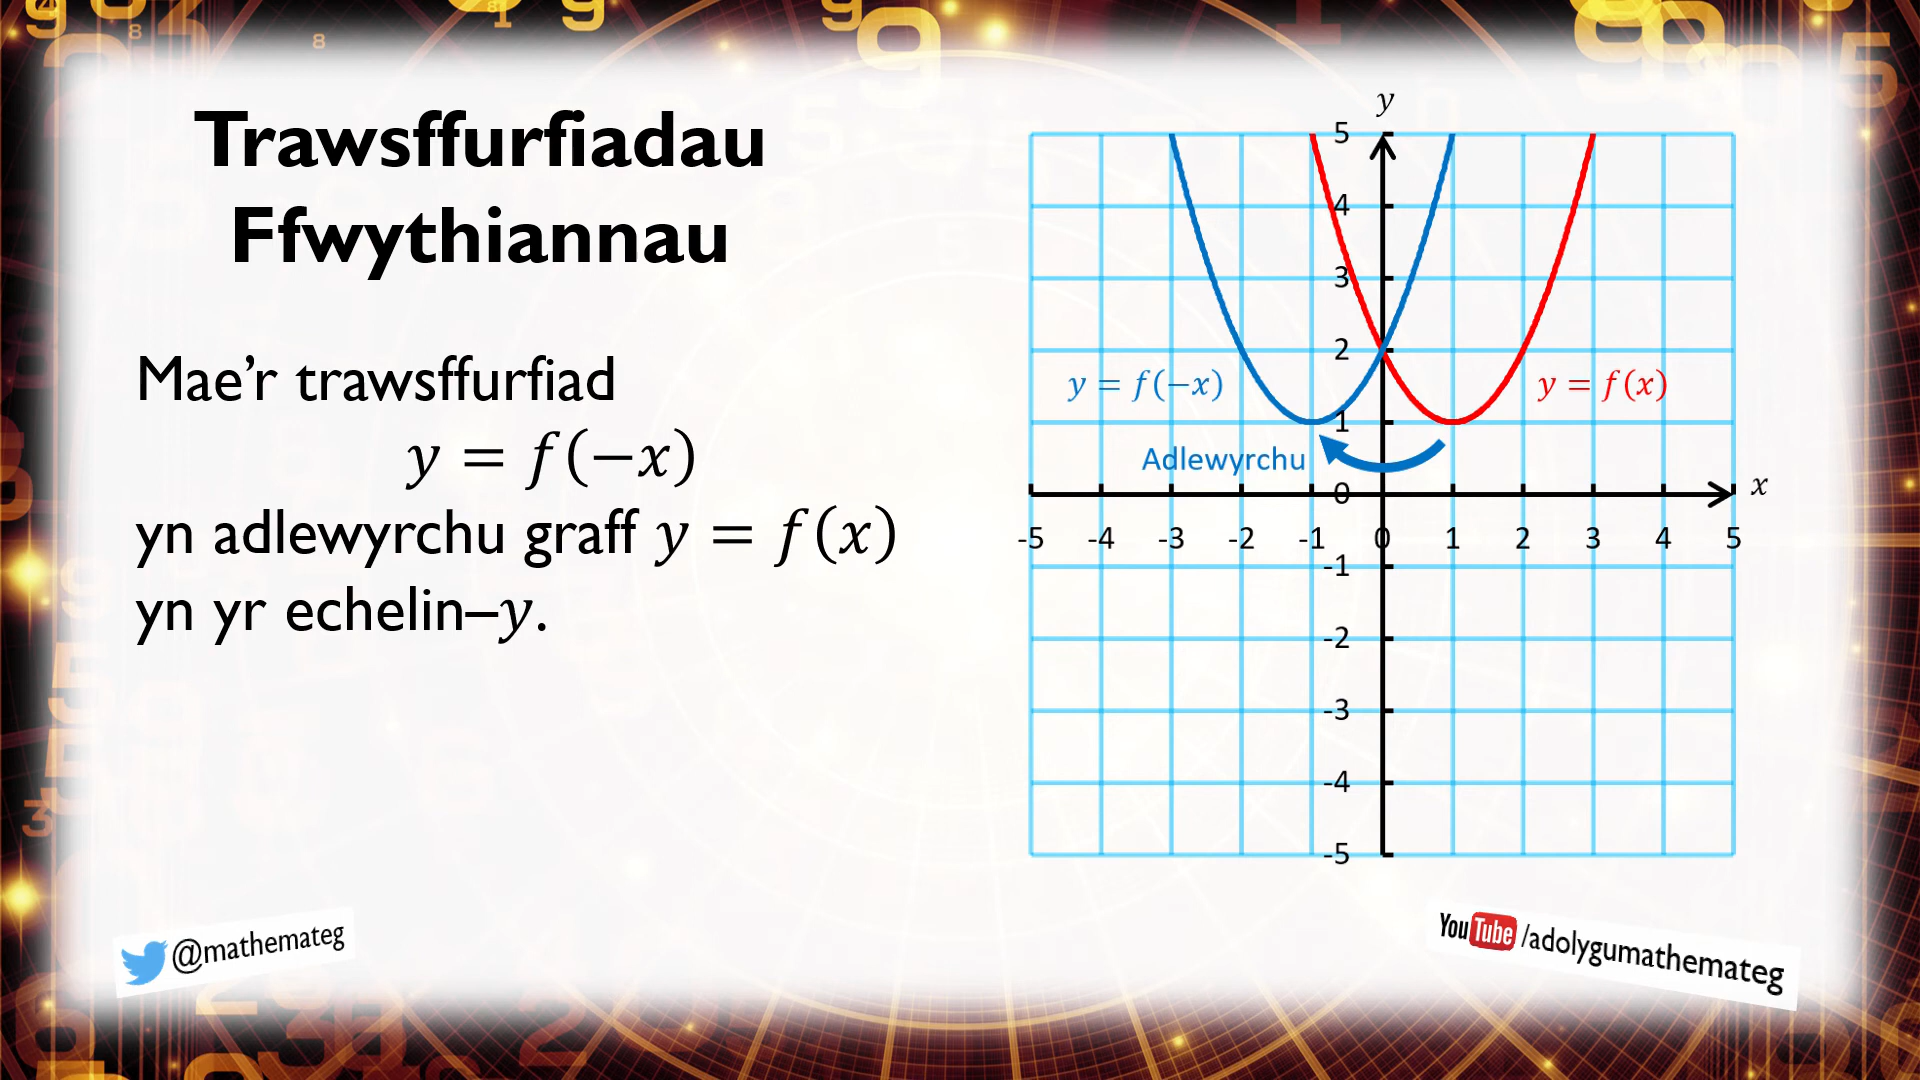 Trawsffurfiadau
Ffwythiannau
Mae’r trawsffurfiad
y = f(−x)
yn adlewyrchu graff y = f(x)
yn yr echelin–y.
y
5
4
3
2
1
0
-1
-2
-3
-4
-5
x
-5 -4 -3 -2 -1 0 1 2 3 4 5
y = f(−x)
y = f(x)
Adlewyrchu
@mathemateg
YouTube /adolygumathemateg